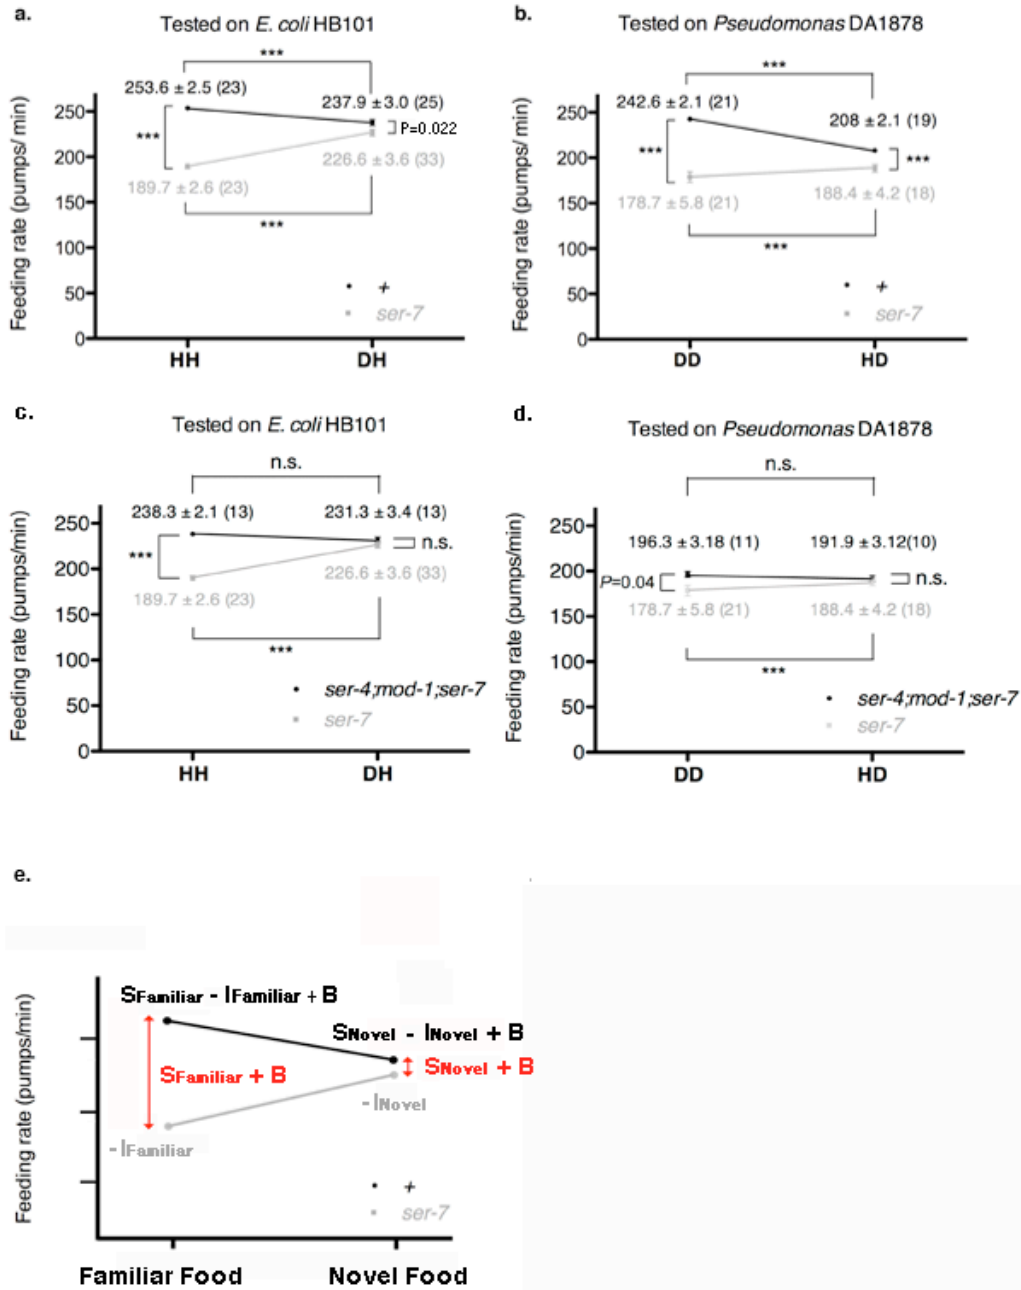 a.
Tested on E. coli HB101
***
253.6 ± 2.5 (23)
237.9 ± 3.0 (25)
***
P=0.022
226.6 ± 3.6 (33)
189.7 ± 2.6 (23)
***
Feeding rate (pumps/ min)
250
200
150
100
50
0
+
ser-7
HH
DH
b.
Tested on Pseudomonas DA1878
***
242.6 ± 2.1 (21)
208 ± 2.1 (19)
***
***
178.7 ± 5.8 (21)
188.4 ± 4.2 (18)
***
Feeding rate (pumps/min)
250
200
150
100
50
0
+
ser-7
DD
HD
c.
Tested on E. coli HB101
n.s.
238.3 ± 2.1 (13)
231.3 ± 3.4 (13)
***
n.s.
226.6 ± 3.6 (33)
189.7 ± 2.6 (23)
***
Feeding rate (pumps/min)
250
200
150
100
50
0
ser-4;mod-1;ser-7
ser-7
HH
DH
d.
Tested on Pseudomonas DA1878
n.s.
196.3 ± 3.18 (11)
191.9 ± 3.12(10)
P=0.04
n.s.
178.7 ± 5.8 (21)
188.4 ± 4.2 (18)
***
Feeding rate (pumps/min)
250
200
150
100
50
0
ser-4;mod-1;ser-7
ser-7
DD
HD
e.
SFamiliar - IFamiliar + B
SNovel - INovel + B
SFamiliar + B
SNovel + B
- INovel
- IFamiliar
Feeding rate (pumps/min)
+
ser-7
Familiar Food
Novel Food